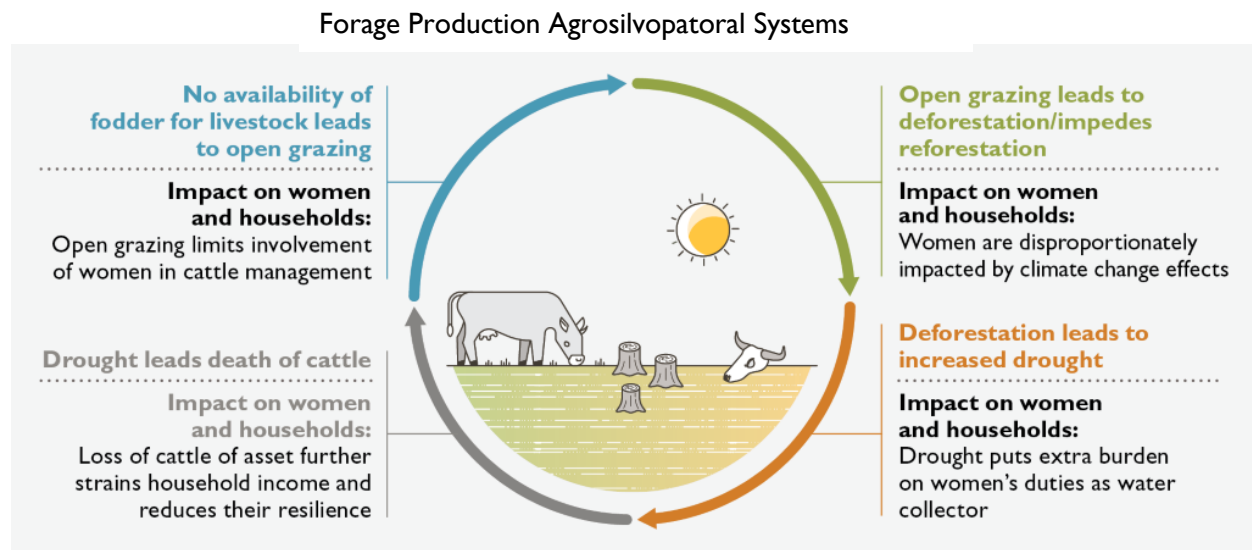 Forage Production Agrosilvopatoral Systems
No availability of
fodder for livestock leads
to open grazing
Impact on women
and households:
Open grazing limits involvement
of women in cattle management
Open grazing leads to
deforestation/impedes
reforestation
Impact on women
and households:
Women are disproportionately
impacted by climate change effects
Deforestation leads to
increased drought
Impact on women
and households:
Drought puts extra burden
on women’s duties as water
collector
Drought leads death of cattle
Impact on women
and households:
Loss of cattle of asset further
strains household income and
reduces their resilience